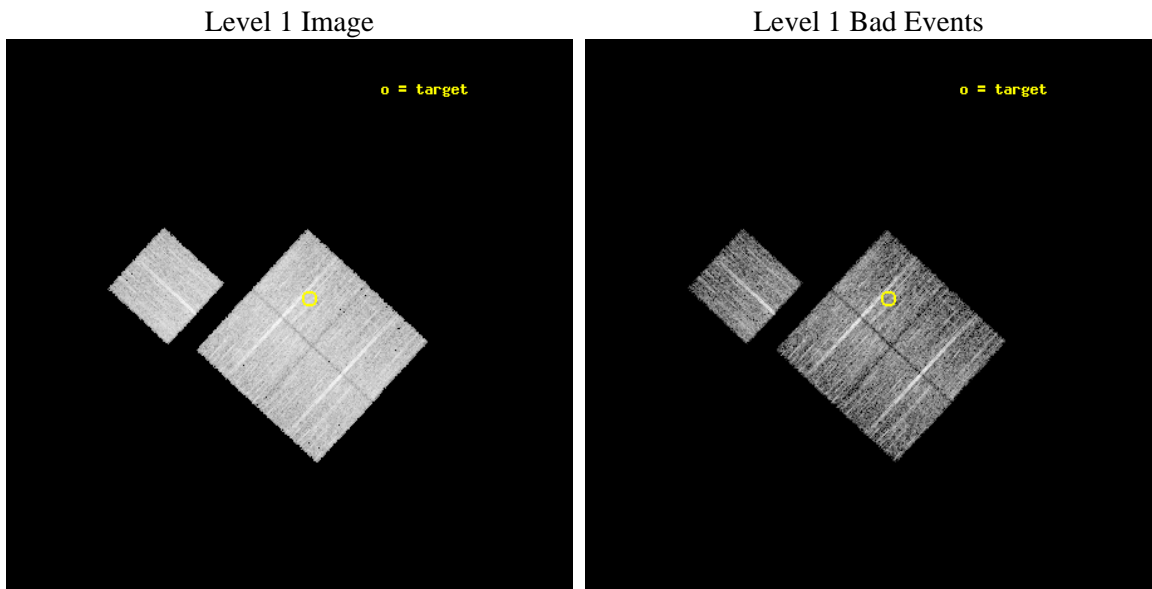 Level 1 Image
Level 1 Bad Events
o = target
o = target